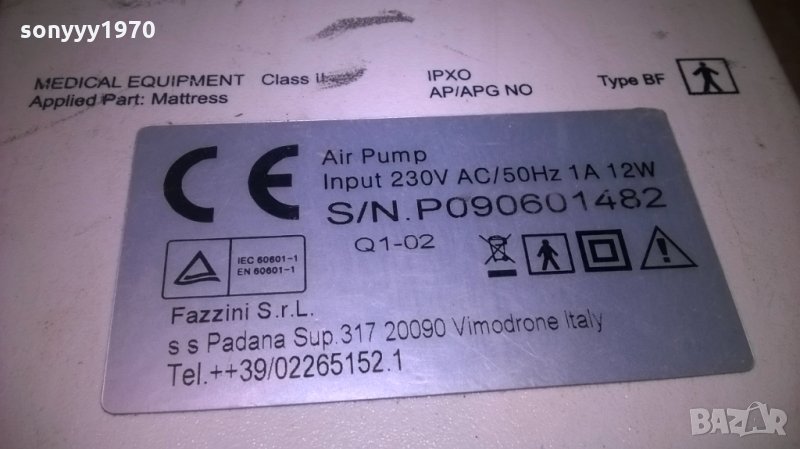 sonyyy1970
MEDICAL EQUIPMENT Class II IPXO Type BF
Applied Part: Mattress AP/APG NO
CE
Air Pump
Input 230V AC/50Hz 1A 12W
S/N.P090601482
Q1-02
IEC 60601-1
EN 60601-1
Fazzini S.r.L.
s s Padana Sup.317 20090 Vimodrone Italy
Tel.++39/02265152.1
BAZAR